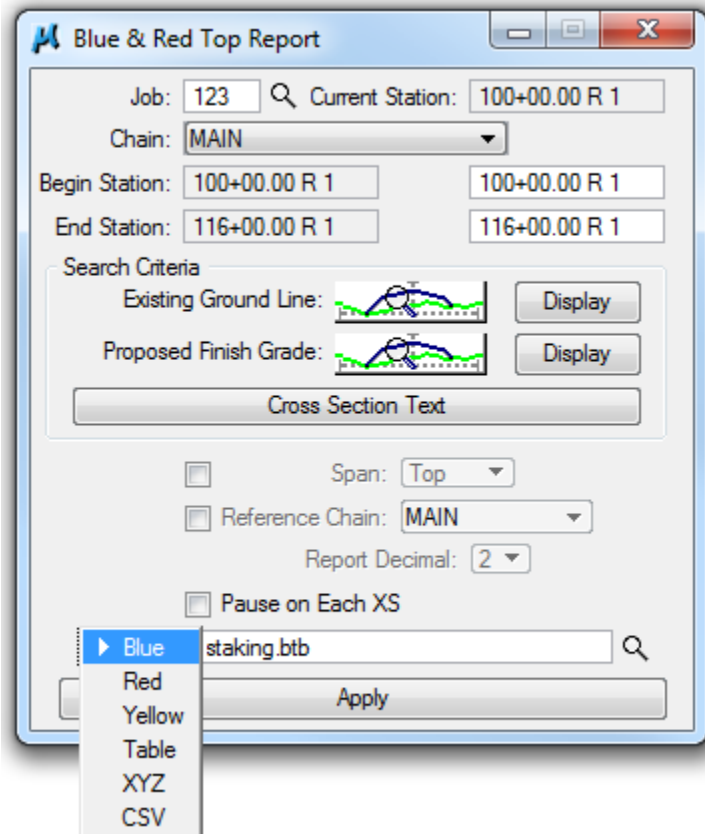 Blue & Red Top Report
Job: 123 Current Station: 100+00.00 R 1
Chain: MAIN
Begin Station: 100+00.00 R 1 100+00.00 R 1
End Station: 116+00.00 R 1 116+00.00 R 1
Search Criteria
Existing Ground Line: Display
Proposed Finish Grade: Display
Cross Section Text
Span: Top
Reference Chain: MAIN
Report Decimal: 2
Pause on Each XS
Blue staking.btb
Red
Apply
Yellow
Table
XYZ
CSV